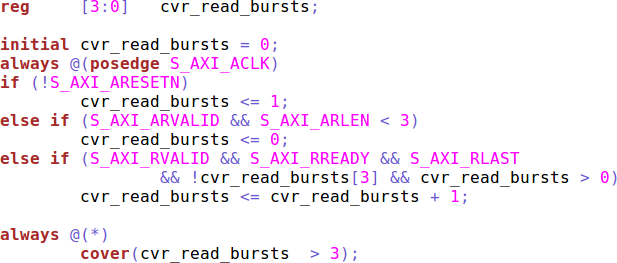 reg     [3:0]   cvr_read_bursts;

initial cvr_read_bursts = 0;
always @(posedge S_AXI_ACLK)
if (!S_AXI_ARESETN)
        cvr_read_bursts <= 1;
else if (S_AXI_ARVALID && S_AXI_ARLEN < 3)
        cvr_read_bursts <= 0;
else if (S_AXI_RVALID && S_AXI_RREADY && S_AXI_RLAST
                && !cvr_read_bursts[3] && cvr_read_bursts > 0)
        cvr_read_bursts <= cvr_read_bursts + 1;

always @(*)
        cover(cvr_read_bursts  > 3);